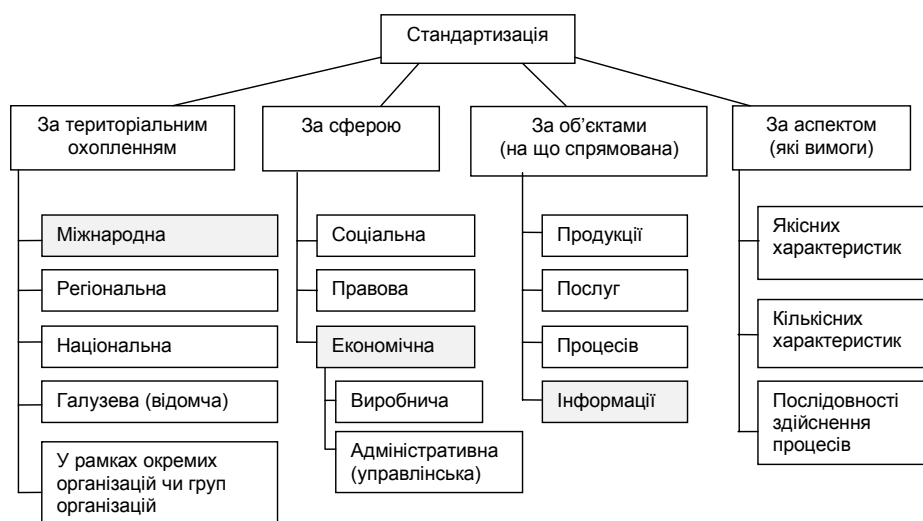 Стандартизація
За територіальним
охопленням
Міжнародна
Регіональна
Національна
Галузева (відомча)
У рамках окремих
організацій чи груп
організацій
За сферою
Соціальна
Правова
Економічна
Виробнича
Адміністративна
(управлінська)
За об’єктами
(на що спрямована)
Продукції
Послуг
Процесів
Інформації
За аспектом
(які вимоги)
Якісних
характеристик
Кількісних
характеристик
Послідовності
здійснення
процесів